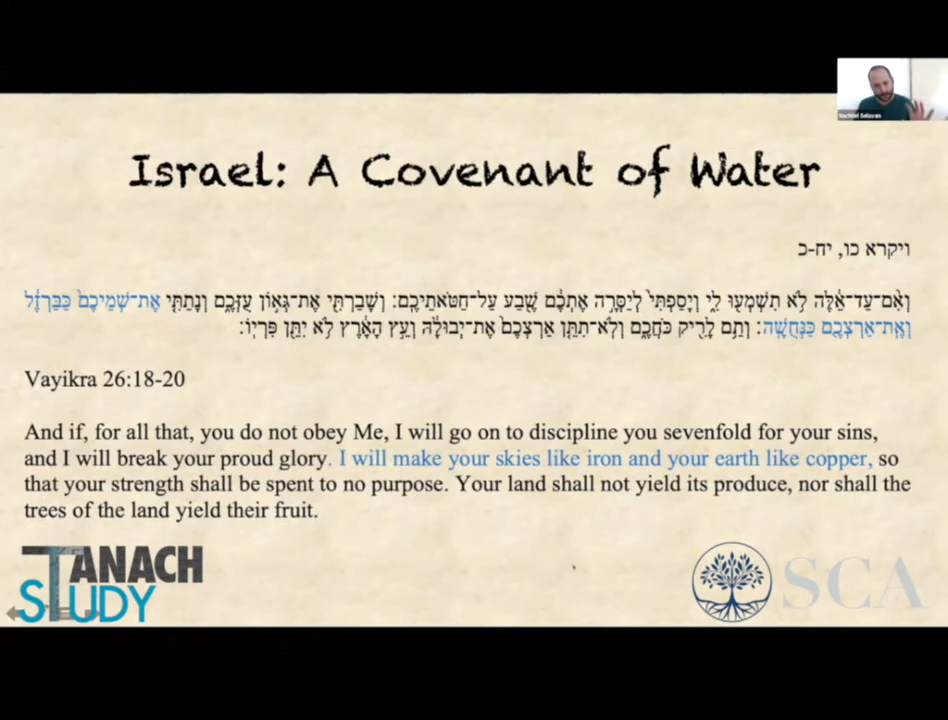 Nachliel Selavan
Israel: A Covenant of Water
ויקרא כו, יח-כ
וְאִ֨ם־עַד־אֵ֔לֶּה לֹ֥א תִשְׁמְע֖וּ לִ֑י וְיָסַפְתִּי֙ לְיַסְּרָ֣ה אֶתְכֶ֔ם שֶׁ֖בַע עַל־חַטֹּאתֵיכֶֽם׃ וְשָׁבַרְתִּ֖י אֶת־גְּא֣וֹן עֻזְּכֶ֑ם וְנָתַתִּ֤י אֶת־שְׁמֵיכֶם֙ כַּבַּרְזֶ֔ל
וְאֶֽת־אַרְצְכֶ֖ם כַּנְּחֻשָֽׁה׃ וְתַ֥ם לָרִ֖יק כֹּחֲכֶ֑ם וְלֹֽא־תִתֵּ֤ן אַרְצְכֶם֙ אֶת־יְבוּלָ֔הּ וְעֵ֣ץ הָאָ֔רֶץ לֹ֥א יִתֵּ֖ן פִּרְיֽוֹ׃
Vayikra 26:18-20
And if, for all that, you do not obey Me, I will go on to discipline you sevenfold for your sins,
and I will break your proud glory. I will make your skies like iron and your earth like copper, so
that your strength shall be spent to no purpose. Your land shall not yield its produce, nor shall the
trees of the land yield their fruit.
TANACH
STUDY
SCA